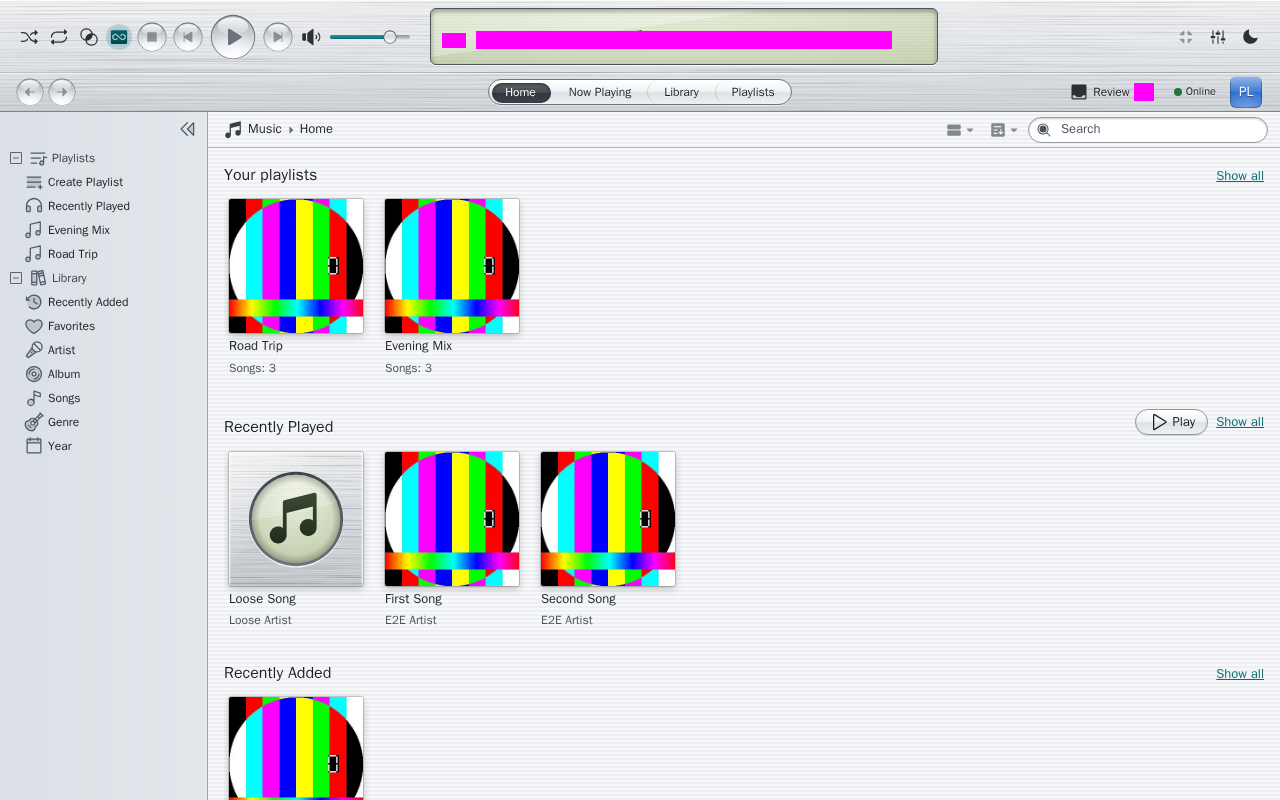 Home
Now Playing
Library
Playlists
Review
Online
PL
Music
Home
Search
Playlists
Create Playlist
Recently Played
Evening Mix
Road Trip
Library
Recently Added
Favorites
Artist
Album
Songs
Genre
Year
Your playlists
Show all
Road Trip
Songs: 3
Evening Mix
Songs: 3
Recently Played
Play
Show all
Loose Song
Loose Artist
First Song
E2E Artist
Second Song
E2E Artist
Recently Added
Show all